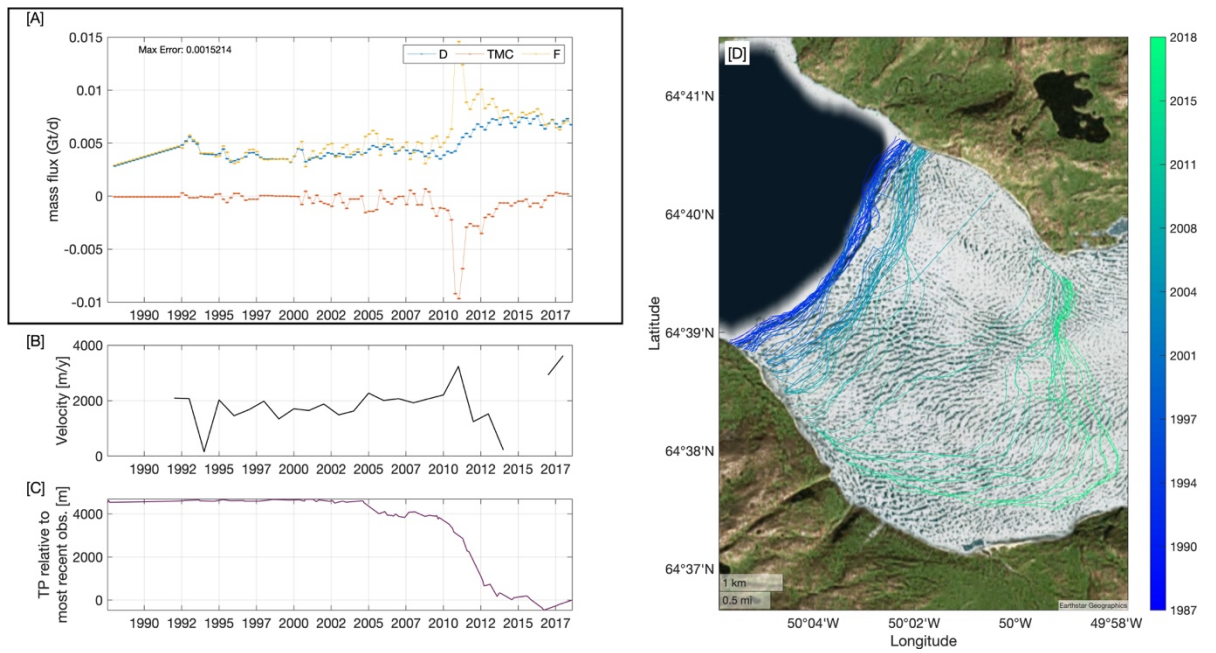 [A]
Max Error: 0.0015214
D TMC F
mass flux (Gt/d)
0.015
0.01
0.005
0
-0.005
-0.01
1990 1992 1995 1997 2000 2002 2005 2007 2010 2012 2015 2017
[B]
Velocity [m/y]
4000
2000
0
1990 1992 1995 1997 2000 2002 2005 2007 2010 2012 2015 2017
[C]
TP relative to
most recent obs. [m]
4000
2000
0
1990 1992 1995 1997 2000 2002 2005 2007 2010 2012 2015 2017
[D]
Latitude
64°41'N
64°40'N
64°39'N
64°38'N
64°37'N
1 km
0.5 mi
Earthstar Geographics
50°04'W 50°02'W 50°W 49°58'W
Longitude
2018
2015
2011
2008
2004
2001
1997
1994
1990
1987